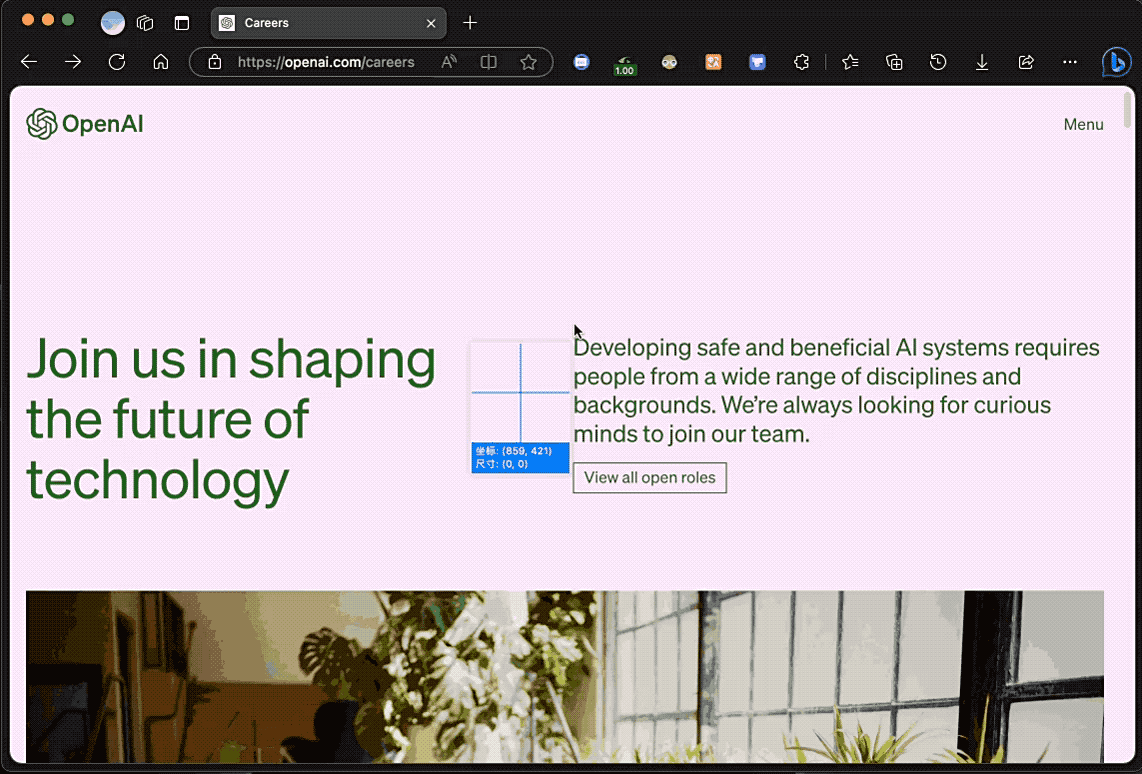 Careers
https://openai.com/careers
1.00
OpenAI
Menu
Join us in shaping
the future of
technology
Developing safe and beneficial AI systems requires
people from a wide range of disciplines and
backgrounds. We’re always looking for curious
minds to join our team.
坐标: (859, 421)
尺寸: (0, 0)
View all open roles